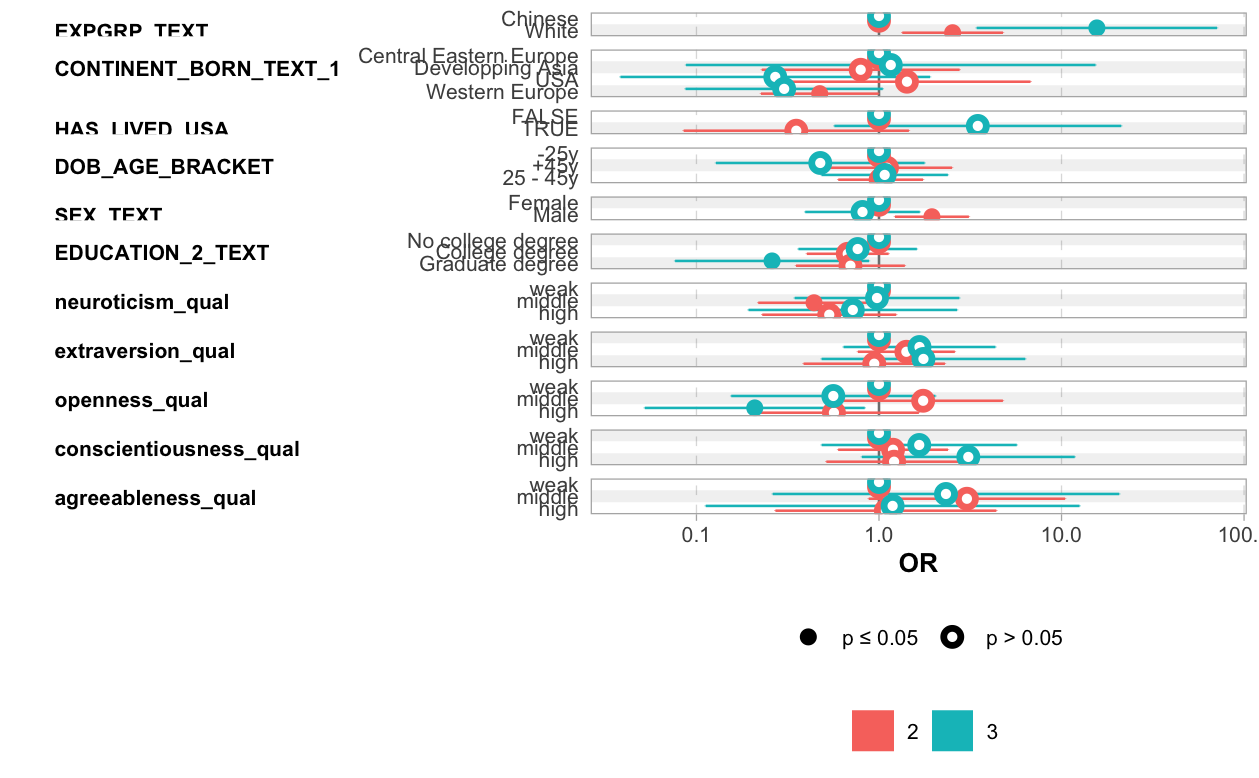 EXPGRP_TEXT
Chinese
White
CONTINENT_BORN_TEXT_1
Central Eastern Europe
Developping Asia
USA
Western Europe
HAS_LIVED_USA
FALSE
TRUE
DOB_AGE_BRACKET
-25y
+45y
25 - 45y
SEX_TEXT
Female
Male
EDUCATION_2_TEXT
No college degree
College degree
Graduate degree
neuroticism_qual
weak
middle
high
extraversion_qual
weak
middle
high
openness_qual
weak
middle
high
conscientiousness_qual
weak
middle
high
agreeableness_qual
weak
middle
high
0.1 1.0 10.0 100.
OR
p ≤ 0.05 p > 0.05
2 3